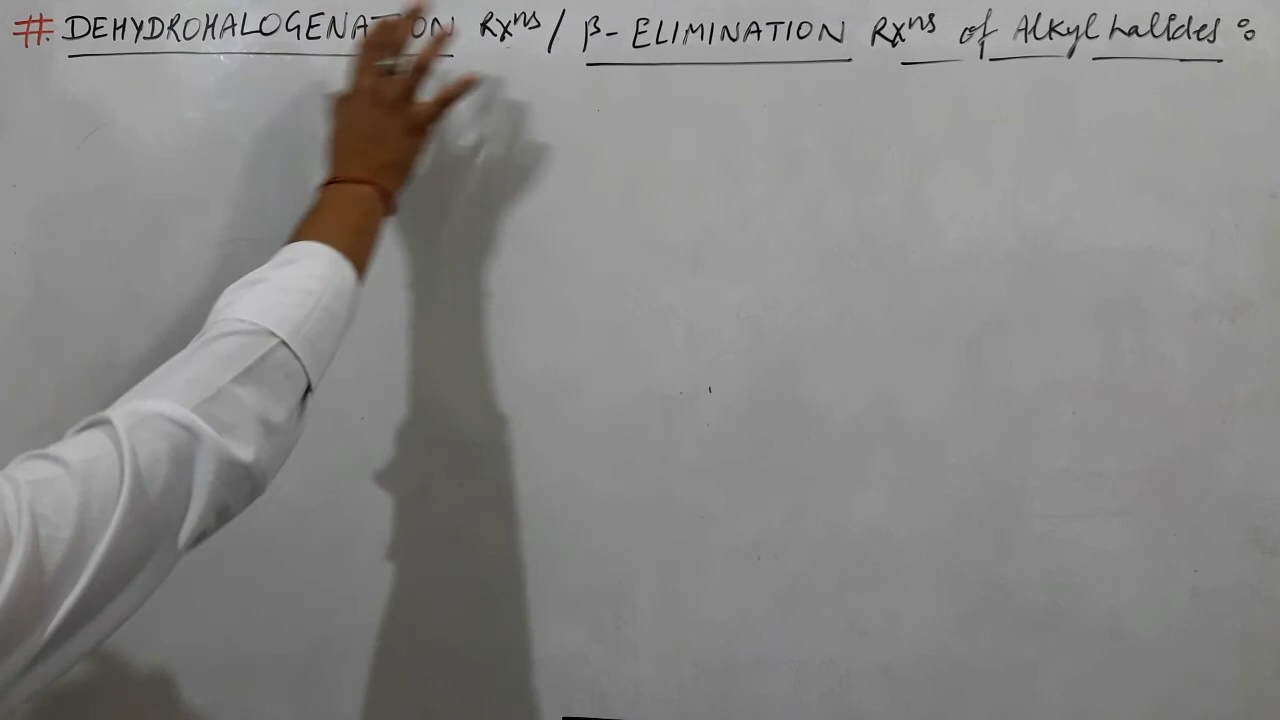 # DEHYDROHALOGENATION Rxns / β- ELIMINATION Rxns of Alkyl halides :